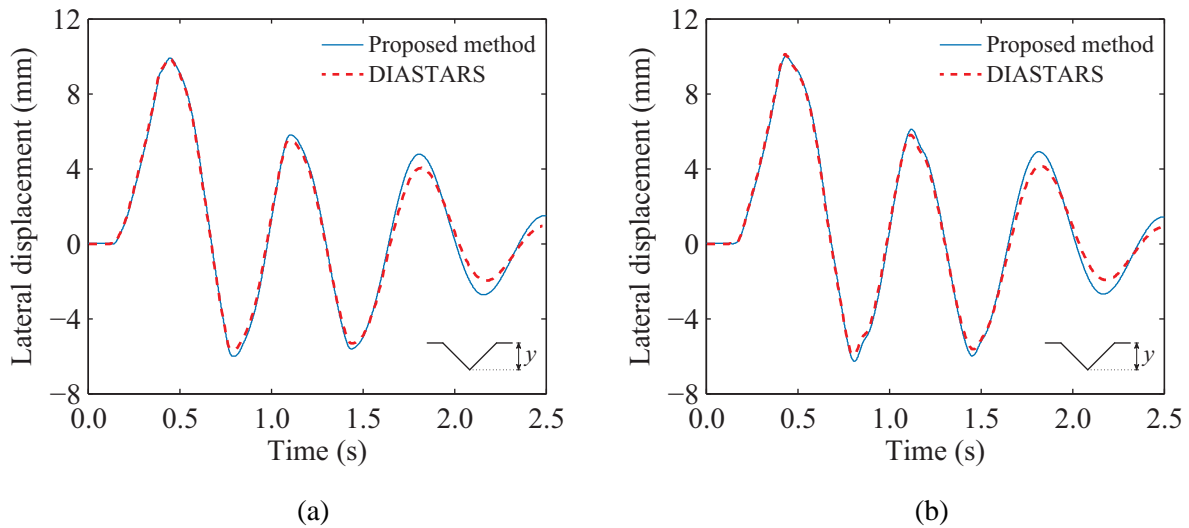 12
8
4
0
−4
−8
Lateral displacement (mm)
Proposed method
DIASTARS
y
0.0 0.5 1.0 1.5 2.0 2.5
Time (s)
(a)
12
8
4
0
−4
−8
Lateral displacement (mm)
Proposed method
DIASTARS
y
0.0 0.5 1.0 1.5 2.0 2.5
Time (s)
(b)